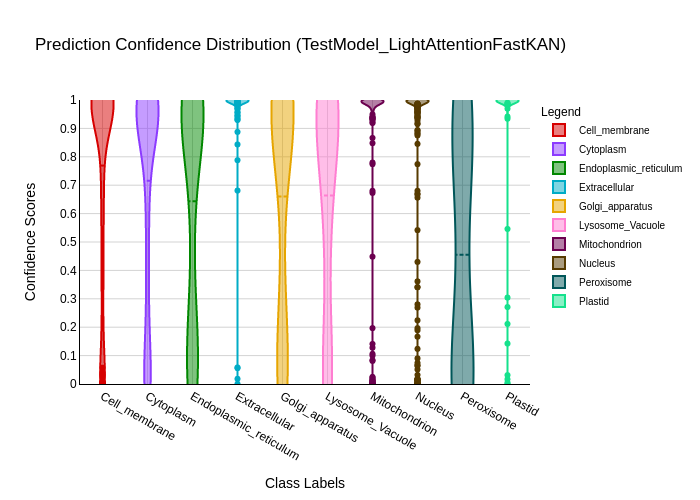 Prediction Confidence Distribution (TestModel_LightAttentionFastKAN)
Confidence Scores
1
0.9
0.8
0.7
0.6
0.5
0.4
0.3
0.2
0.1
0
Cell_membrane
Cytoplasm
Endoplasmic_reticulum
Extracellular
Golgi_apparatus
Lysosome_Vacuole
Mitochondrion
Nucleus
Peroxisome
Plastid
Class Labels
Legend
Cell_membrane
Cytoplasm
Endoplasmic_reticulum
Extracellular
Golgi_apparatus
Lysosome_Vacuole
Mitochondrion
Nucleus
Peroxisome
Plastid